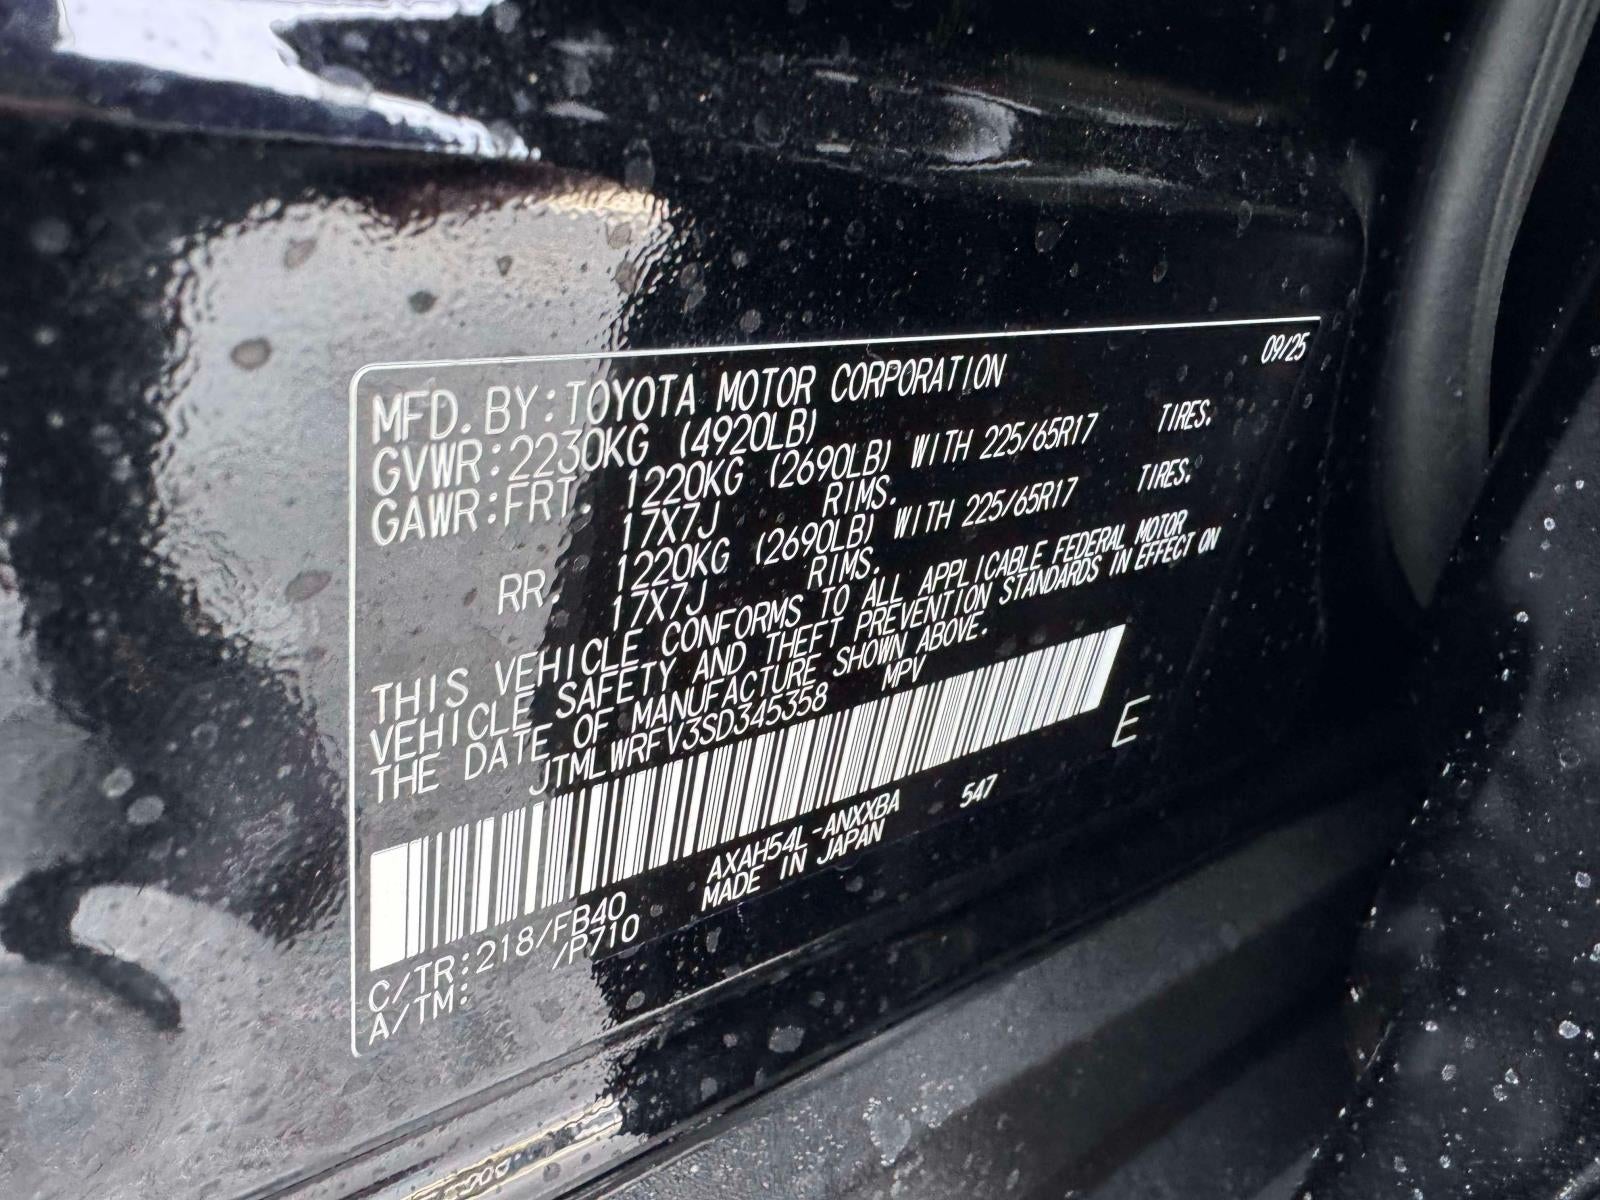 09/25
MFD. BY: TOYOTA MOTOR CORPORATION
GVWR: 2230KG (4920LB)
GAWR: FRT. 1220KG (2690LB) WITH 225/65R17 TIRES.
17X7J RIMS.
RR. 1220KG (2690LB) WITH 225/65R17 TIRES.
17X7J RIMS.
THIS VEHICLE CONFORMS TO ALL APPLICABLE FEDERAL MOTOR
VEHICLE SAFETY AND THEFT PREVENTION STANDARDS IN EFFECT ON
THE DATE OF MANUFACTURE SHOWN ABOVE.
JTMLWRFV3SD345358 MPV
E
C/TR: 218/FB40 AXAH54L-ANXXBA 547
A/TM: /P710 MADE IN JAPAN